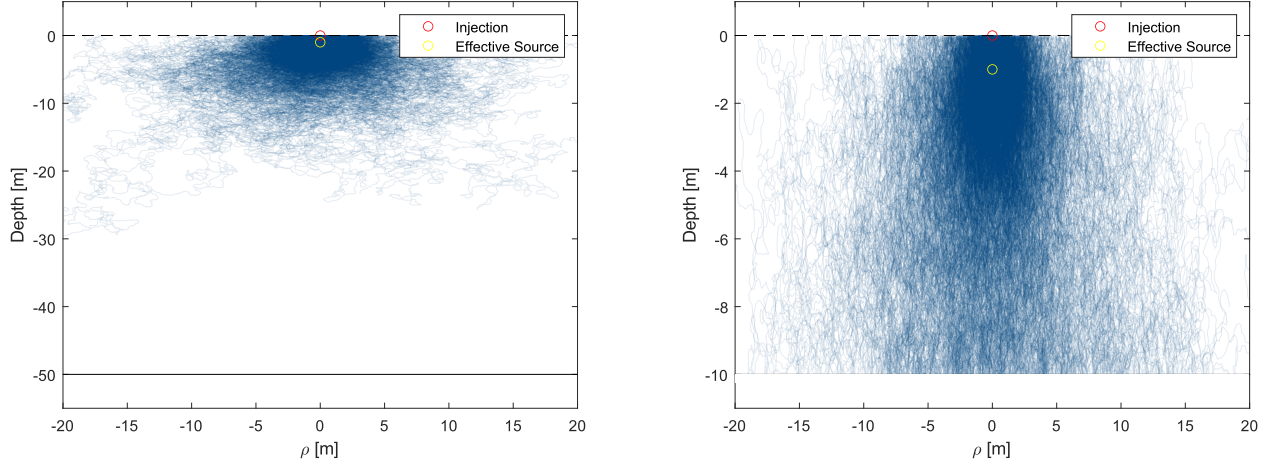 Injection
Effective Source
0
-10
-20
-30
-40
-50
Depth [m]
-20 -15 -10 -5 0 5 10 15 20
ρ [m]
Injection
Effective Source
0
-2
-4
-6
-8
-10
Depth [m]
-20 -15 -10 -5 0 5 10 15 20
ρ [m]